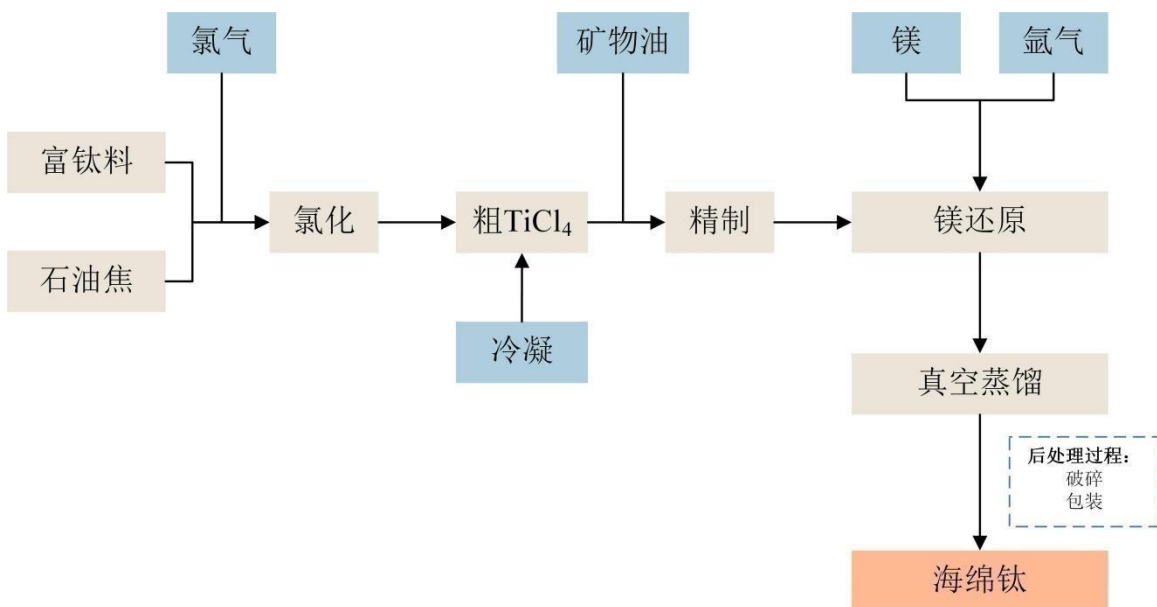 氯气
矿物油
镁
氩气
富钛料
石油焦
氯化
粗TiCl₄
精制
镁还原
冷凝
真空蒸馏
后处理过程：
破碎
包装
海绵钛